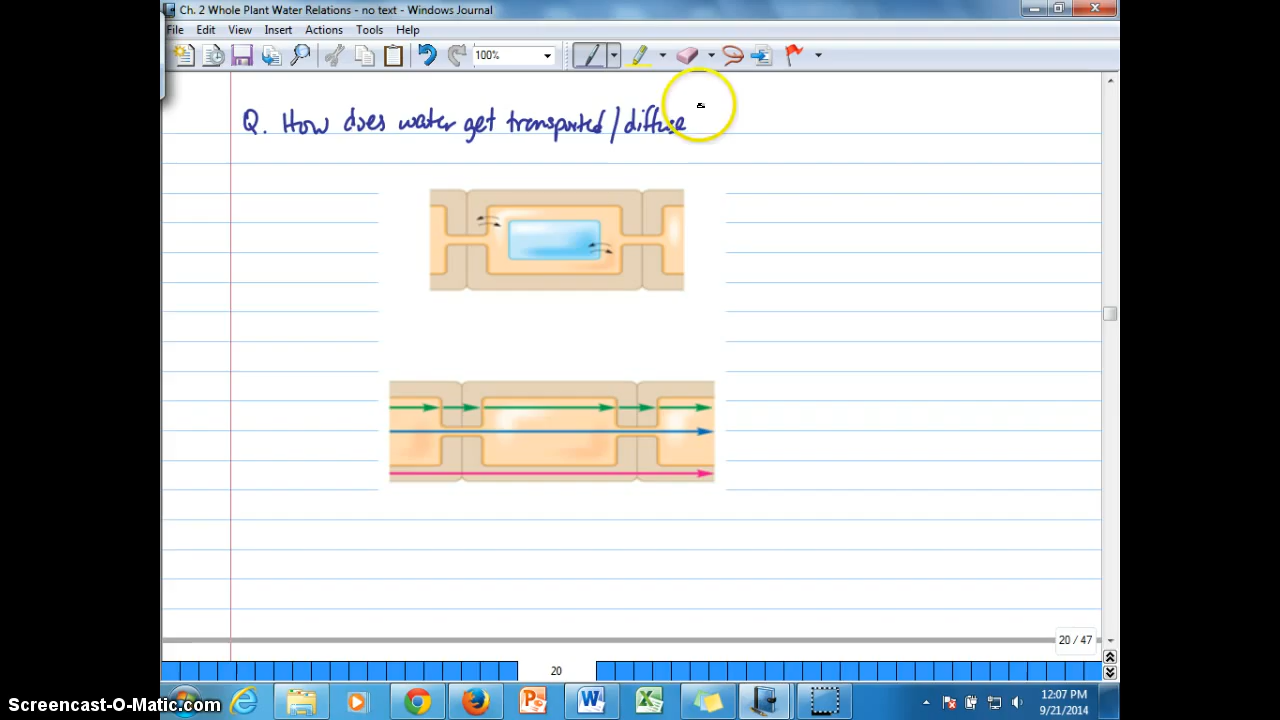 Ch. 2 Whole Plant Water Relations - no text - Windows Journal
File Edit View Insert Actions Tools Help
100%
Q. How does water get transported / diffuse
20 / 47
20
12:07 PM
9/21/2014
Screencast-O-Matic.com